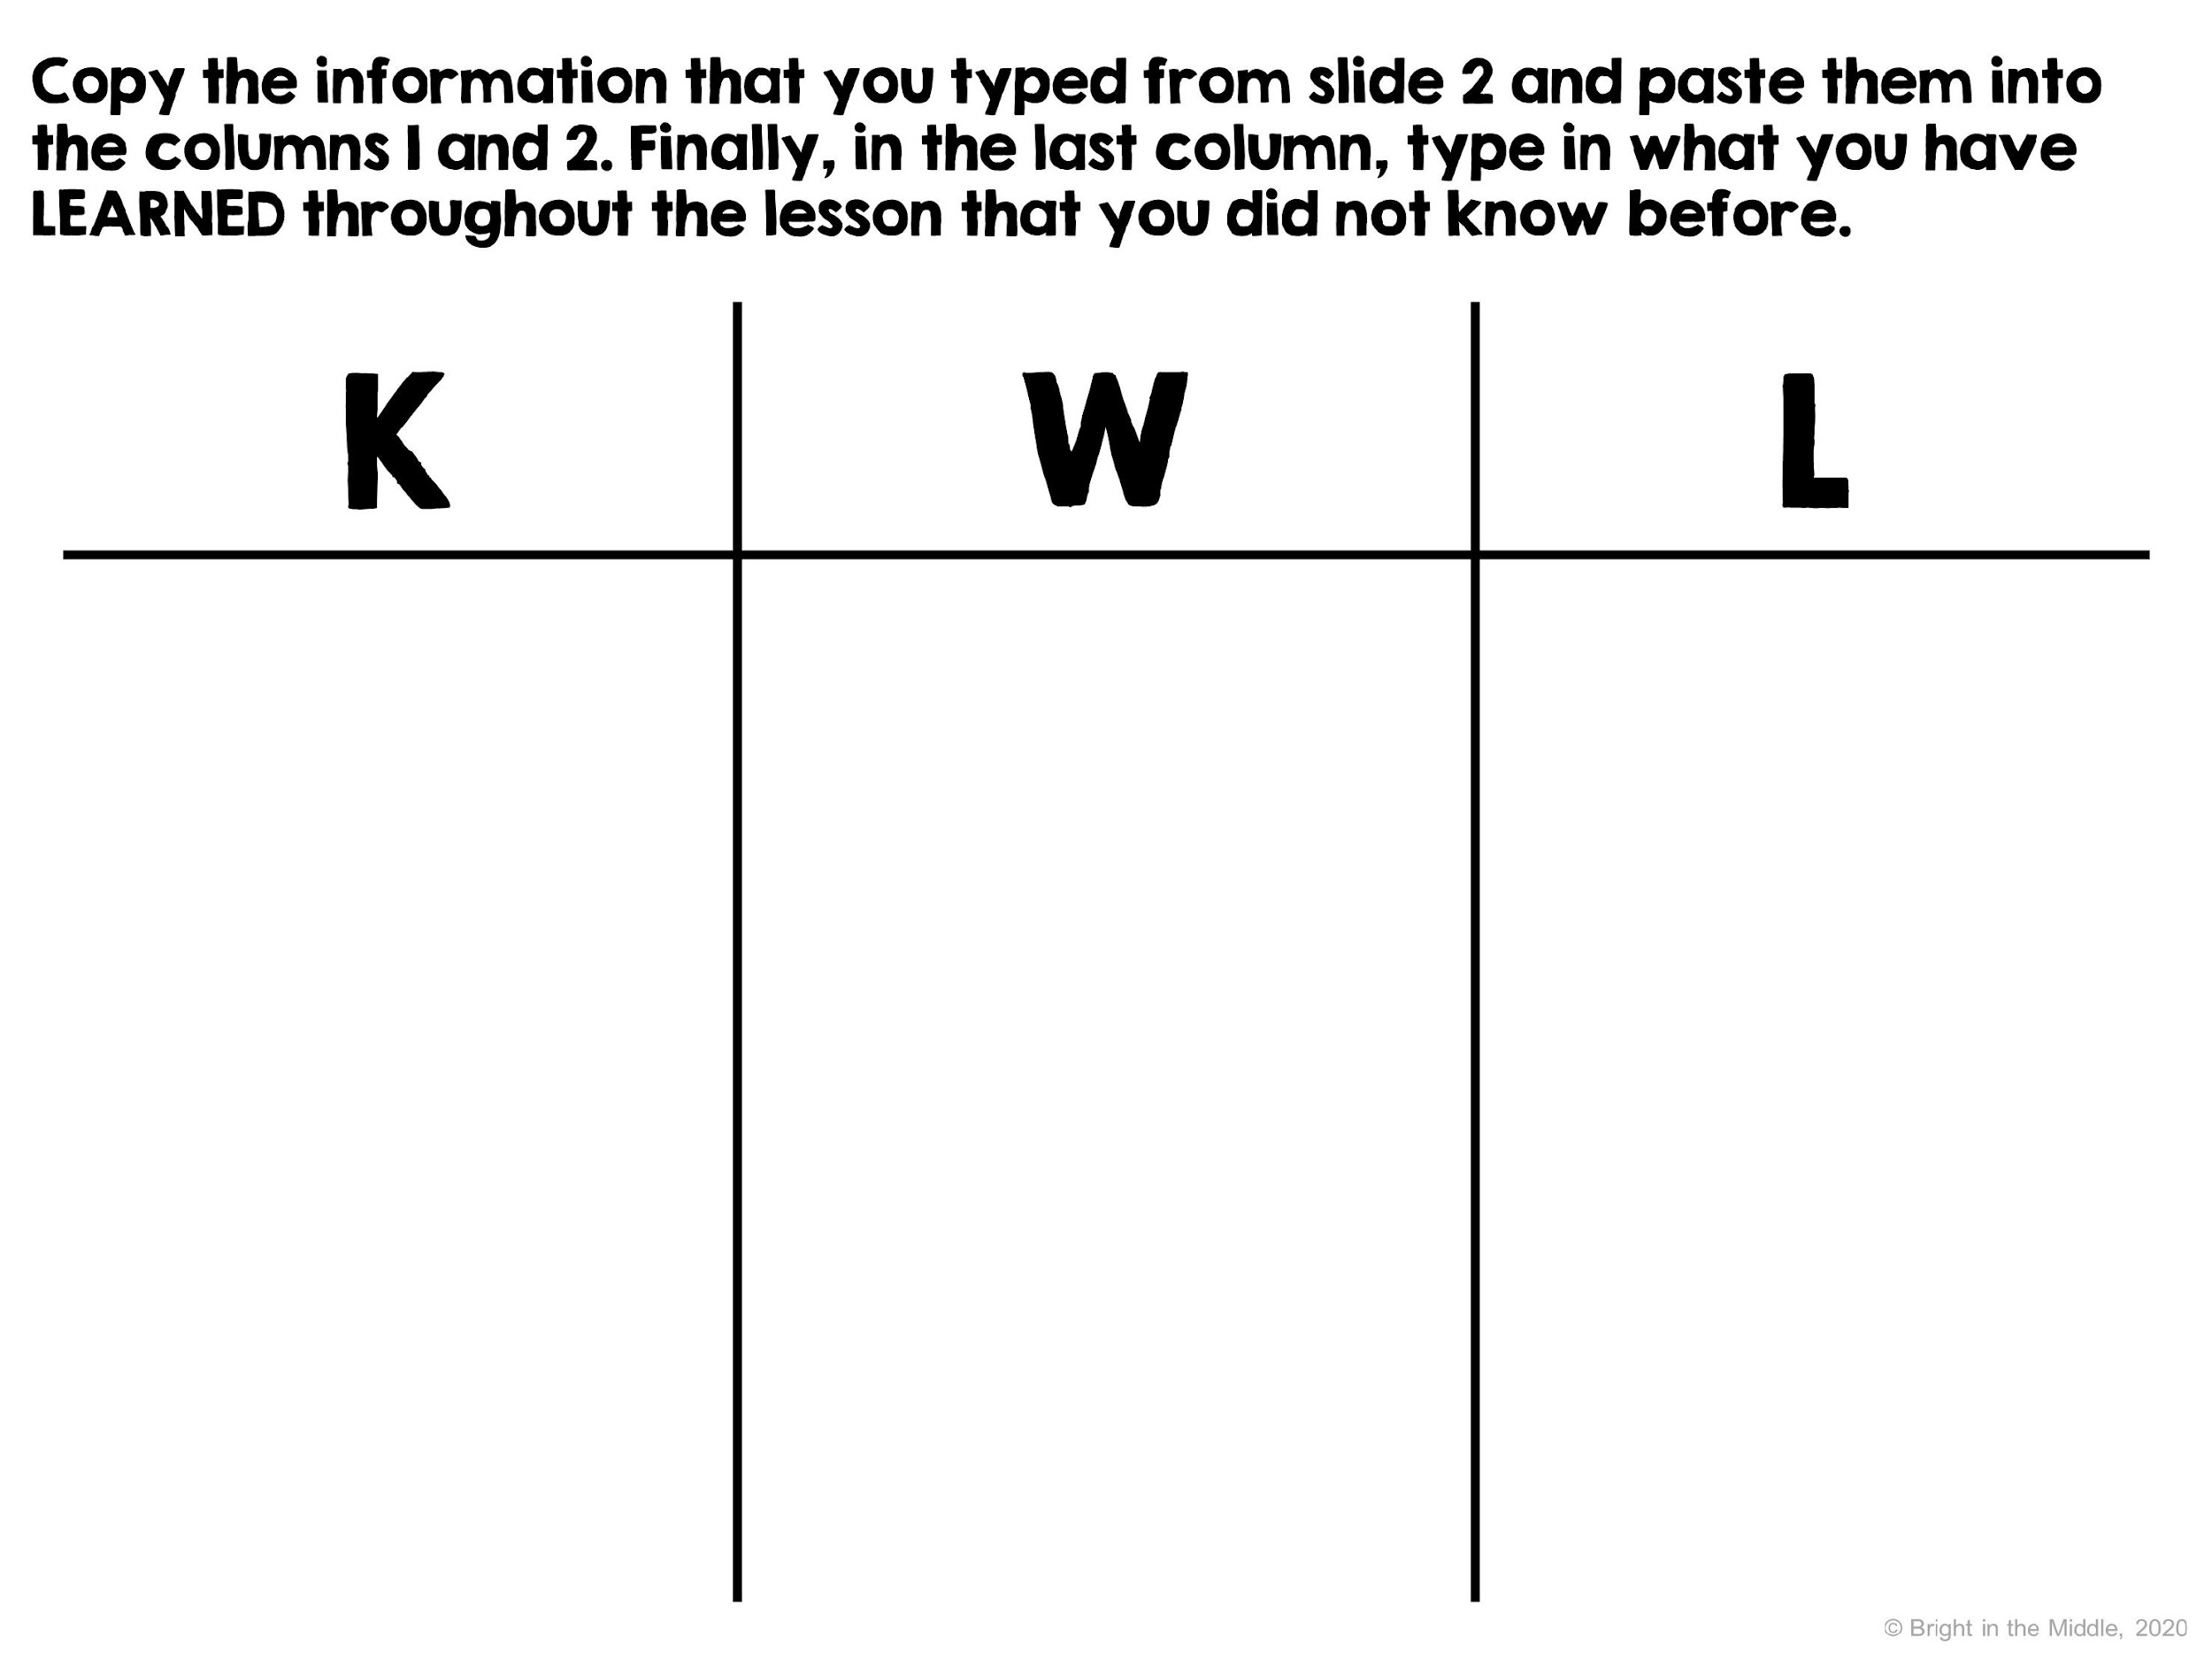 Copy the information that you typed from slide 2 and paste them into
the columns 1 and 2. Finally, in the last column, type in what you have
LEARNED throughout the lesson that you did not know before.
K W L
© Bright in the Middle, 2020